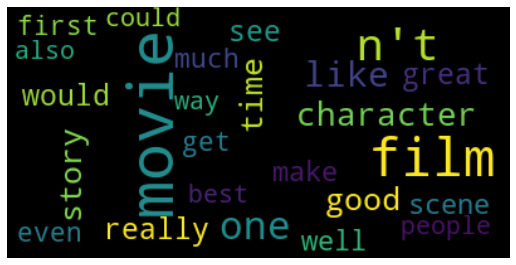 first could see n't
also movie much like great
would way time character
story get film
make
best good scene
even really one well people